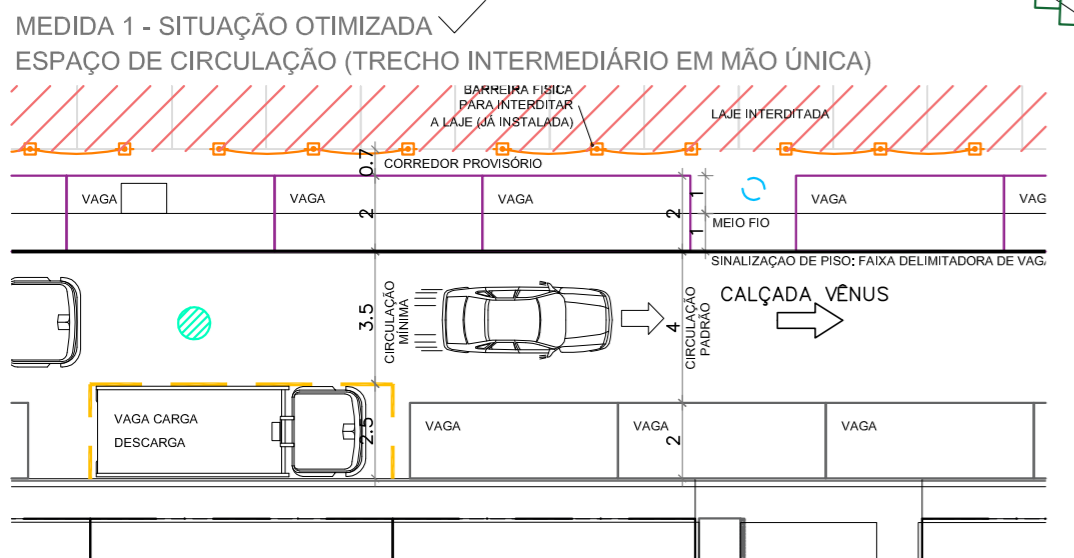 MEDIDA 1 - SITUAÇÃO OTIMIZADA
ESPAÇO DE CIRCULAÇÃO (TRECHO INTERMEDIÁRIO EM MÃO ÚNICA)
BARREIRA FÍSICA
PARA INTERDITAR
A LAJE (JÁ INSTALADA)
LAJE INTERDITADA
0.7
CORREDOR PROVISÓRIO
VAGA
VAGA
VAGA
VAGA
VAG
2
2
1
1
MEIO FIO
SINALIZAÇAO DE PISO: FAIXA DELIMITADORA DE VAGA
CALÇADA VÊNUS
3.5
CIRCULAÇÃO
MÍNIMA
4
CIRCULAÇÃO
PADRÃO
VAGA CARGA
DESCARGA
2.5
VAGA
VAGA
2
VAGA